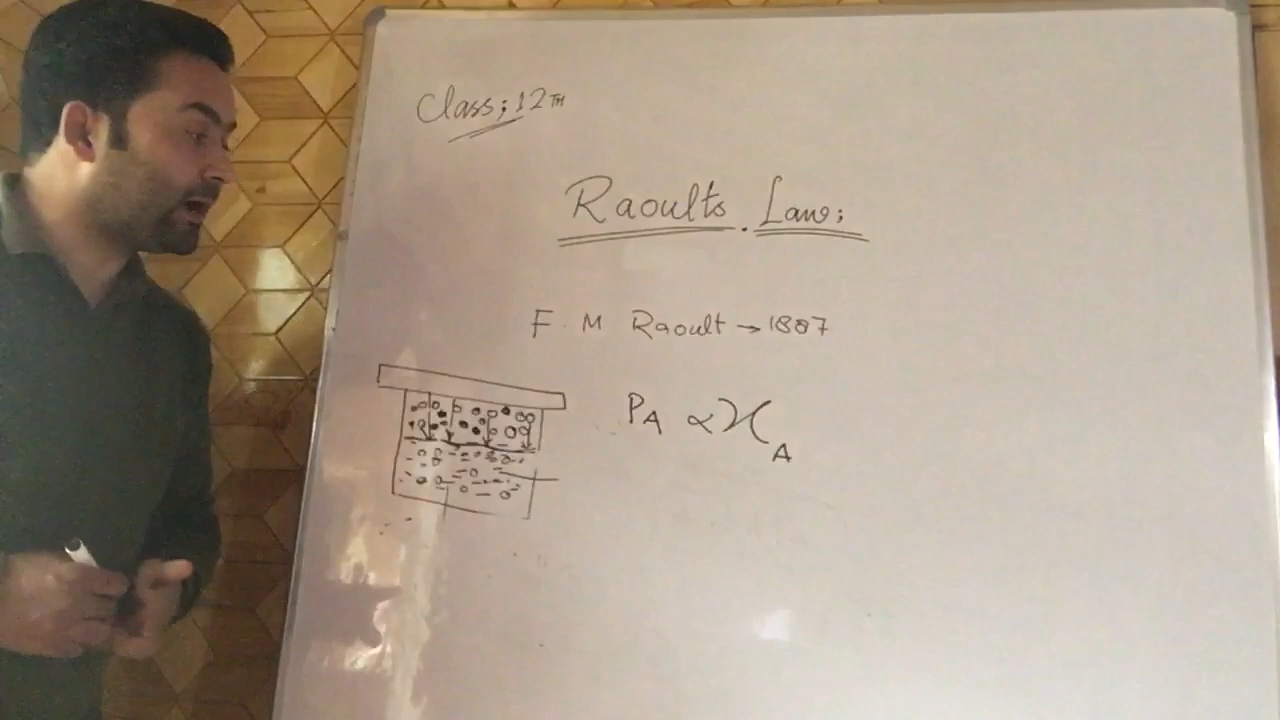 Class; 12TH
Raoults. Law;
F. M Raoult → 1887
PA ∝ xA